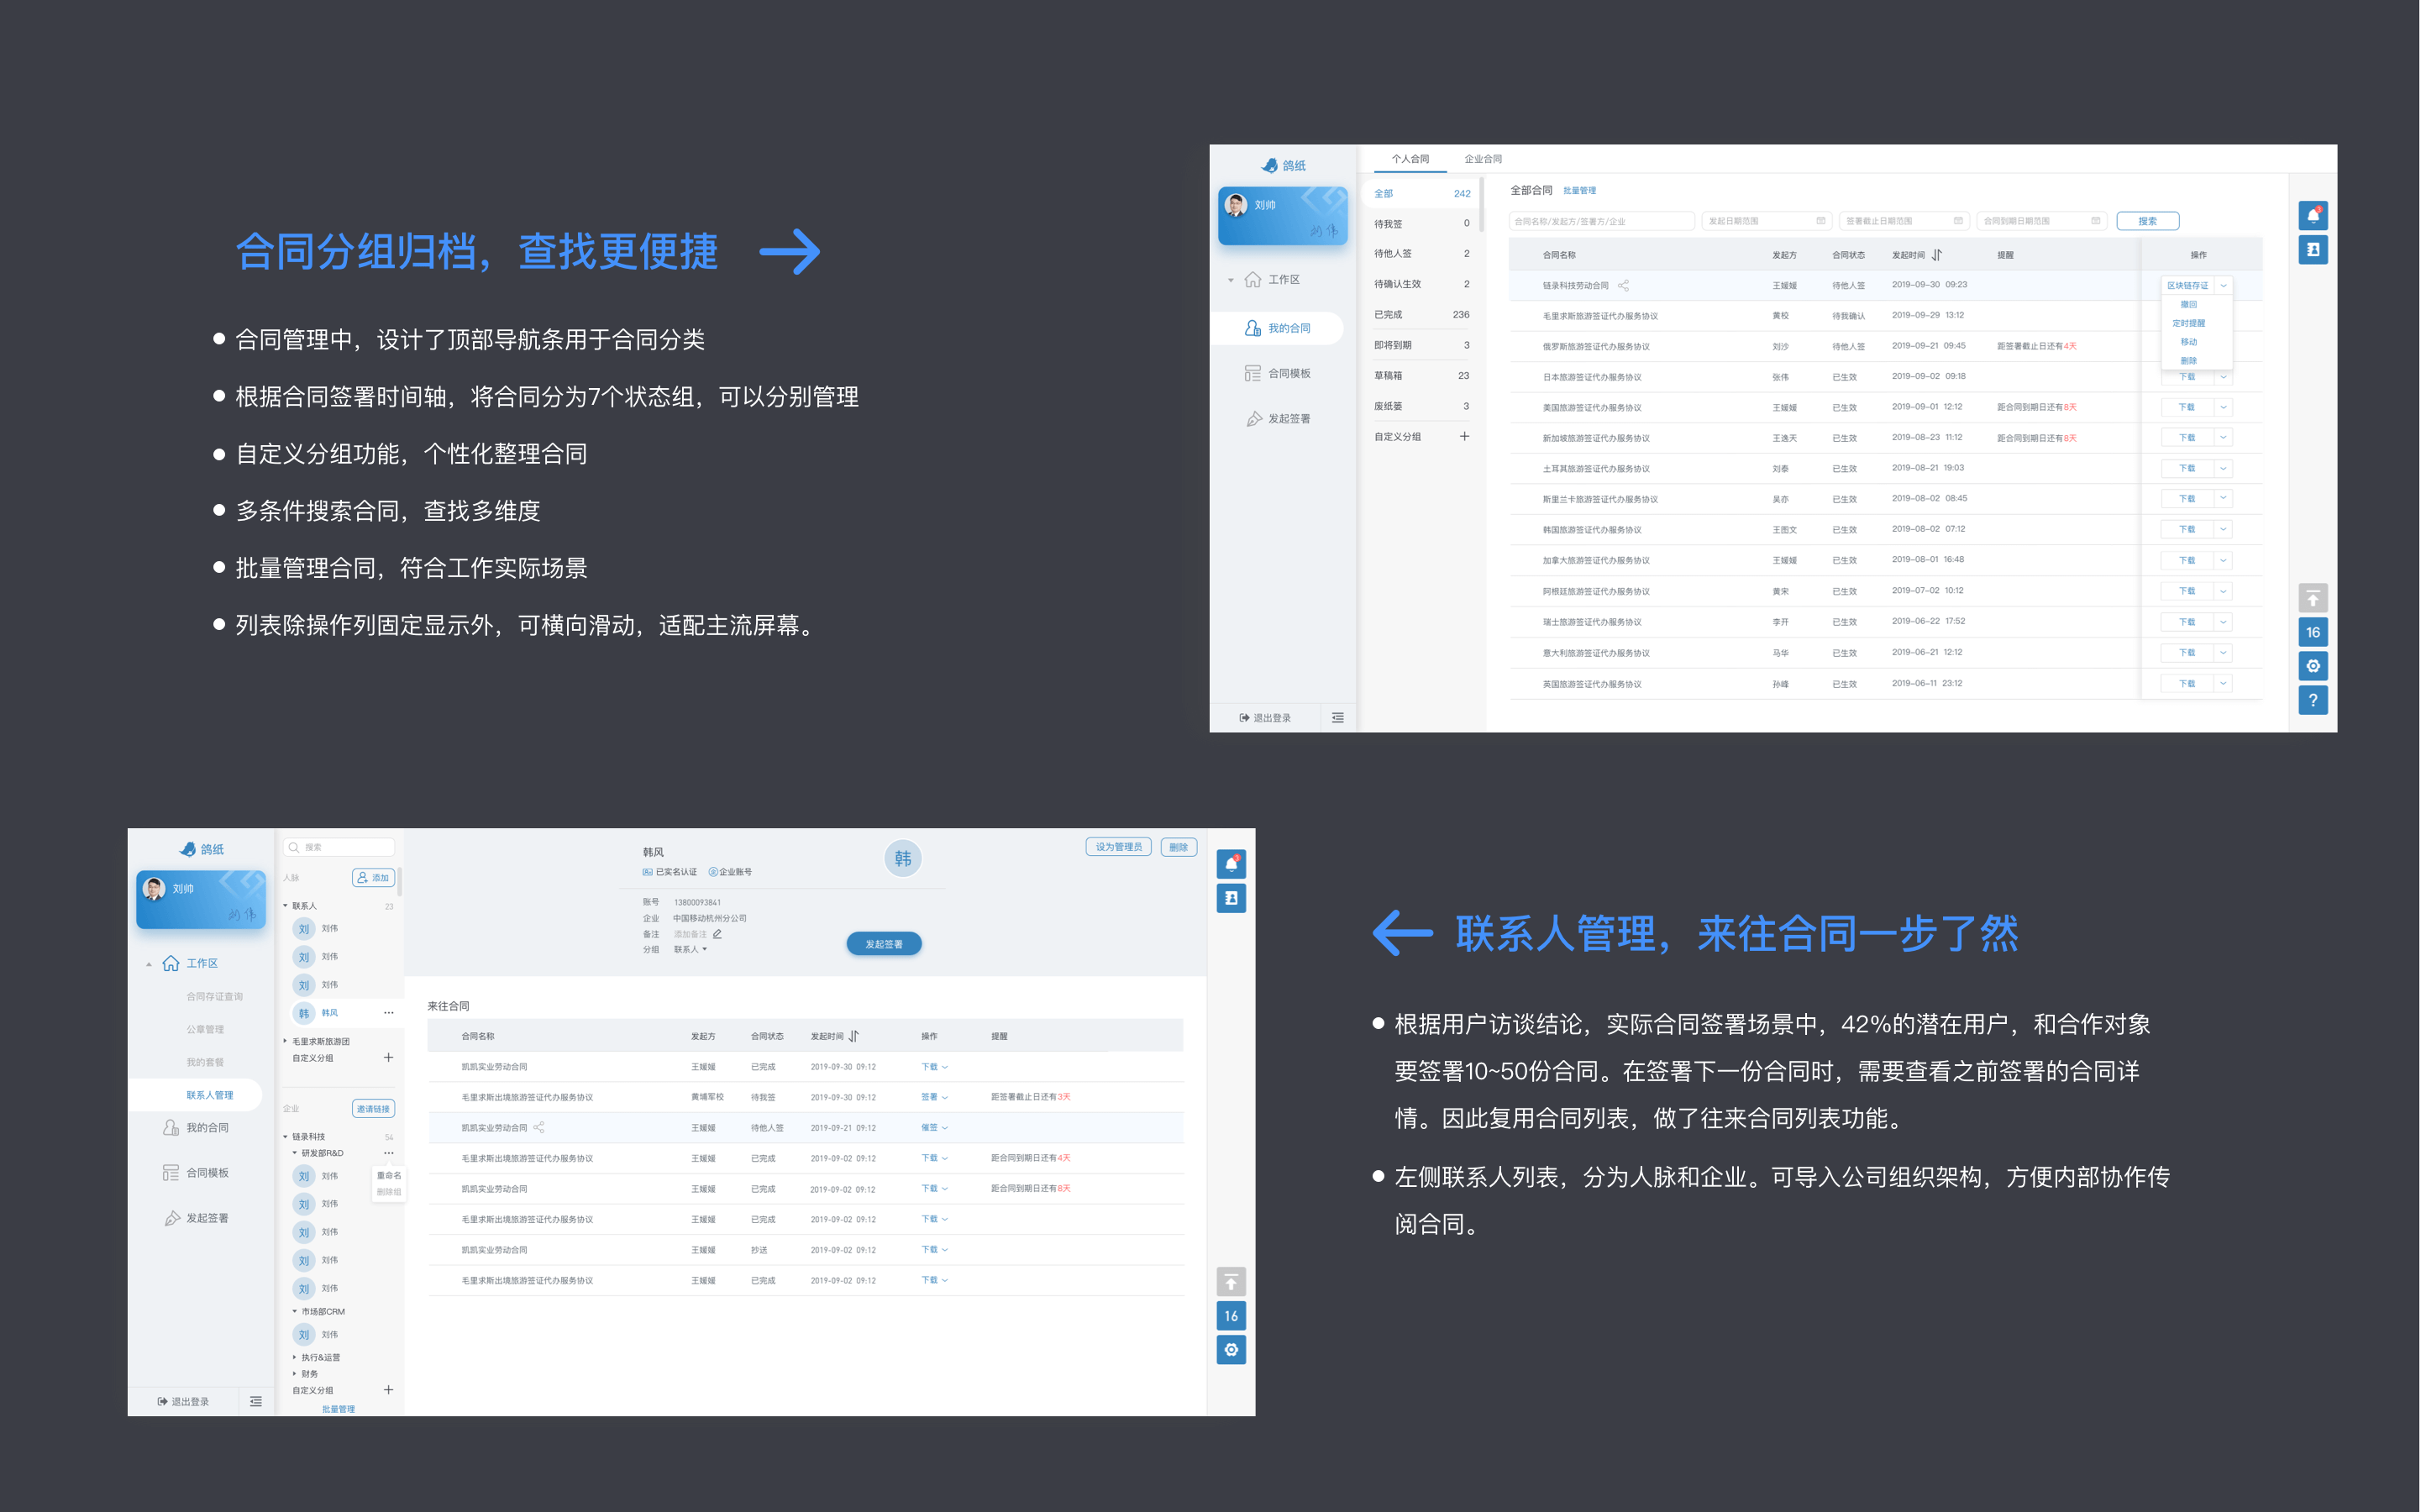 合同分组归档，查找更便捷
合同管理中，设计了顶部导航条用于合同分类
根据合同签署时间轴，将合同分为7个状态组，可以分别管理
自定义分组功能，个性化整理合同
多条件搜索合同，查找多维度
批量管理合同，符合工作实际场景
列表除操作列固定显示外，可横向滑动，适配主流屏幕。
鸽纸
刘帅
工作区
我的合同
合同模板
发起签署
退出登录
个人合同 企业合同
全部 242
待我签 0
待他人签 2
待确认生效 2
已完成 236
即将到期 3
草稿箱 23
废纸篓 3
自定义分组
全部合同 批量管理
合同名称/发起方/签署方/企业 发起日期范围 签署截止日期范围 合同到期日期范围 搜索
合同名称 发起方 合同状态 发起时间 提醒 操作
链录科技劳动合同 王媛媛 待他人签 2019-09-30 09:23 区块链存证
撤回
定时提醒
移动
删除
毛里求斯旅游签证代办服务协议 黄校 待我确认 2019-09-29 13:12
俄罗斯旅游签证代办服务协议 刘沙 待他人签 2019-09-21 09:45 距签署截止日还有4天
日本旅游签证代办服务协议 张伟 已生效 2019-09-02 09:18 下载
美国旅游签证代办服务协议 王媛媛 已生效 2019-09-01 12:12 距合同到期日还有8天 下载
新加坡旅游签证代办服务协议 王逸天 已生效 2019-08-23 11:12 距合同到期日还有8天 下载
土耳其旅游签证代办服务协议 刘泰 已生效 2019-08-21 19:03 下载
斯里兰卡旅游签证代办服务协议 吴亦 已生效 2019-08-02 08:45 下载
韩国旅游签证代办服务协议 王图文 已生效 2019-08-02 07:12 下载
加拿大旅游签证代办服务协议 王媛媛 已生效 2019-08-01 16:48 下载
阿根廷旅游签证代办服务协议 黄宋 已生效 2019-07-02 10:12 下载
瑞士旅游签证代办服务协议 李开 已生效 2019-06-22 17:52 下载
意大利旅游签证代办服务协议 马华 已生效 2019-06-21 12:12 下载
英国旅游签证代办服务协议 孙峰 已生效 2019-06-11 23:12 下载
16
?
鸽纸
刘帅
工作区
合同存证查询
公章管理
我的套餐
联系人管理
我的合同
合同模板
发起签署
退出登录
搜索
人脉 添加
联系人 23
刘 刘伟
刘 刘伟
刘 刘伟
韩 韩风
毛里求斯旅游团
自定义分组
企业 邀请链接
链录科技 54
研发部R&D
重命名
删除组
刘 刘伟
刘 刘伟
刘 刘伟
刘 刘伟
刘 刘伟
市场部CRM
刘 刘伟
执行&运营
财务
自定义分组
批量管理
韩风
已实名认证 企业账号
韩
设为管理员 删除
账号 13800093841
企业 中国移动杭州分公司
备注 添加备注
分组 联系人
发起签署
来往合同
合同名称 发起方 合同状态 发起时间 操作 提醒
凯凯实业劳动合同 王媛媛 已完成 2019-09-30 09:12 下载
毛里求斯出境旅游签证代办服务协议 黄埔军校 待我签 2019-09-30 09:12 签署 距签署截止日还有3天
凯凯实业劳动合同 王媛媛 待他人签 2019-09-21 09:12 催签
毛里求斯出境旅游签证代办服务协议 王媛媛 已完成 2019-09-02 09:12 下载 距合同到期日还有4天
凯凯实业劳动合同 王媛媛 已完成 2019-09-02 09:12 下载 距合同到期日还有8天
毛里求斯出境旅游签证代办服务协议 王媛媛 已完成 2019-09-02 09:12 下载
凯凯实业劳动合同 王媛媛 抄送 2019-09-02 09:12 下载
毛里求斯出境旅游签证代办服务协议 王媛媛 已完成 2019-09-02 09:12 下载
16
联系人管理，来往合同一步了然
根据用户访谈结论，实际合同签署场景中，42%的潜在用户，和合作对象
要签署10~50份合同。在签署下一份合同时，需要查看之前签署的合同详
情。因此复用合同列表，做了往来合同列表功能。
左侧联系人列表，分为人脉和企业。可导入公司组织架构，方便内部协作传
阅合同。